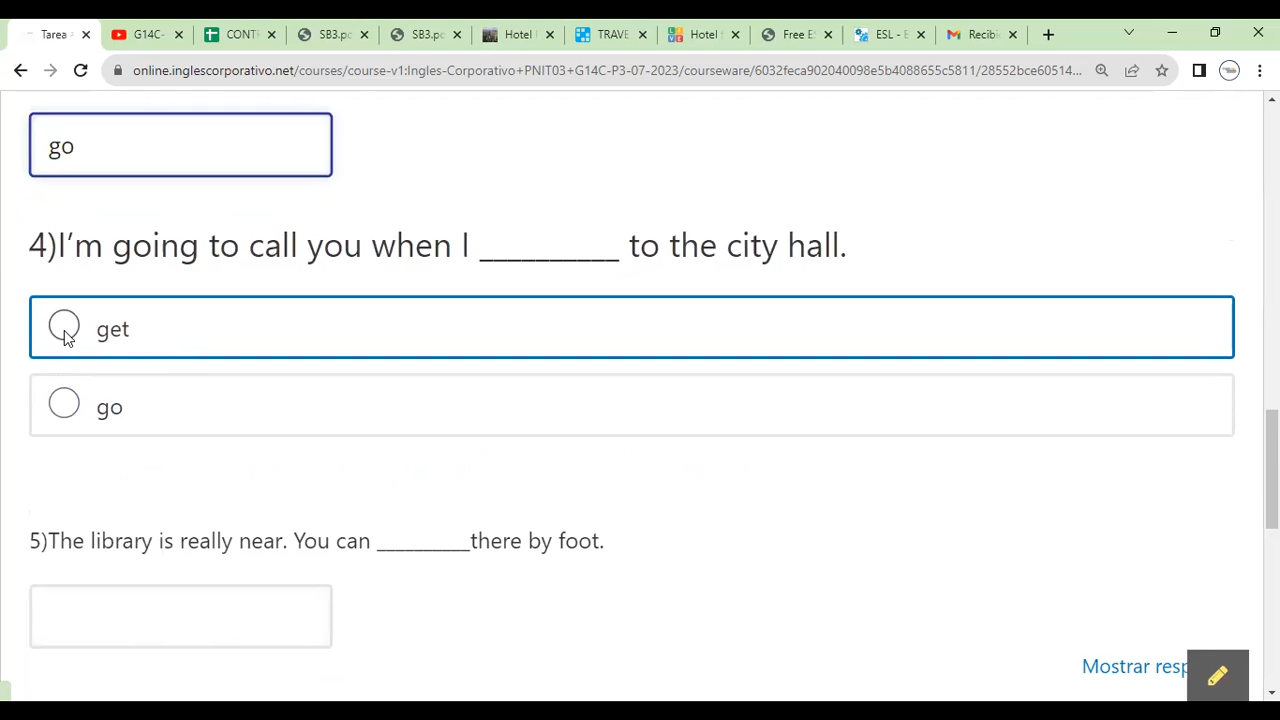 Tarea
G14C-
CONT
SB3.pc
SB3.pc
Hotel
TRAVE
Hotel
Free E
ESL - E
Recibi
online.inglescorporativo.net/courses/course-v1:Ingles-Corporativo+PNIT03+G14C-P3-07-2023/courseware/6032feca902040098e5b4088655c5811/28552bce60514...
go
4)I'm going to call you when I __________ to the city hall.
get
go
5)The library is really near. You can _________there by foot.
Mostrar resp